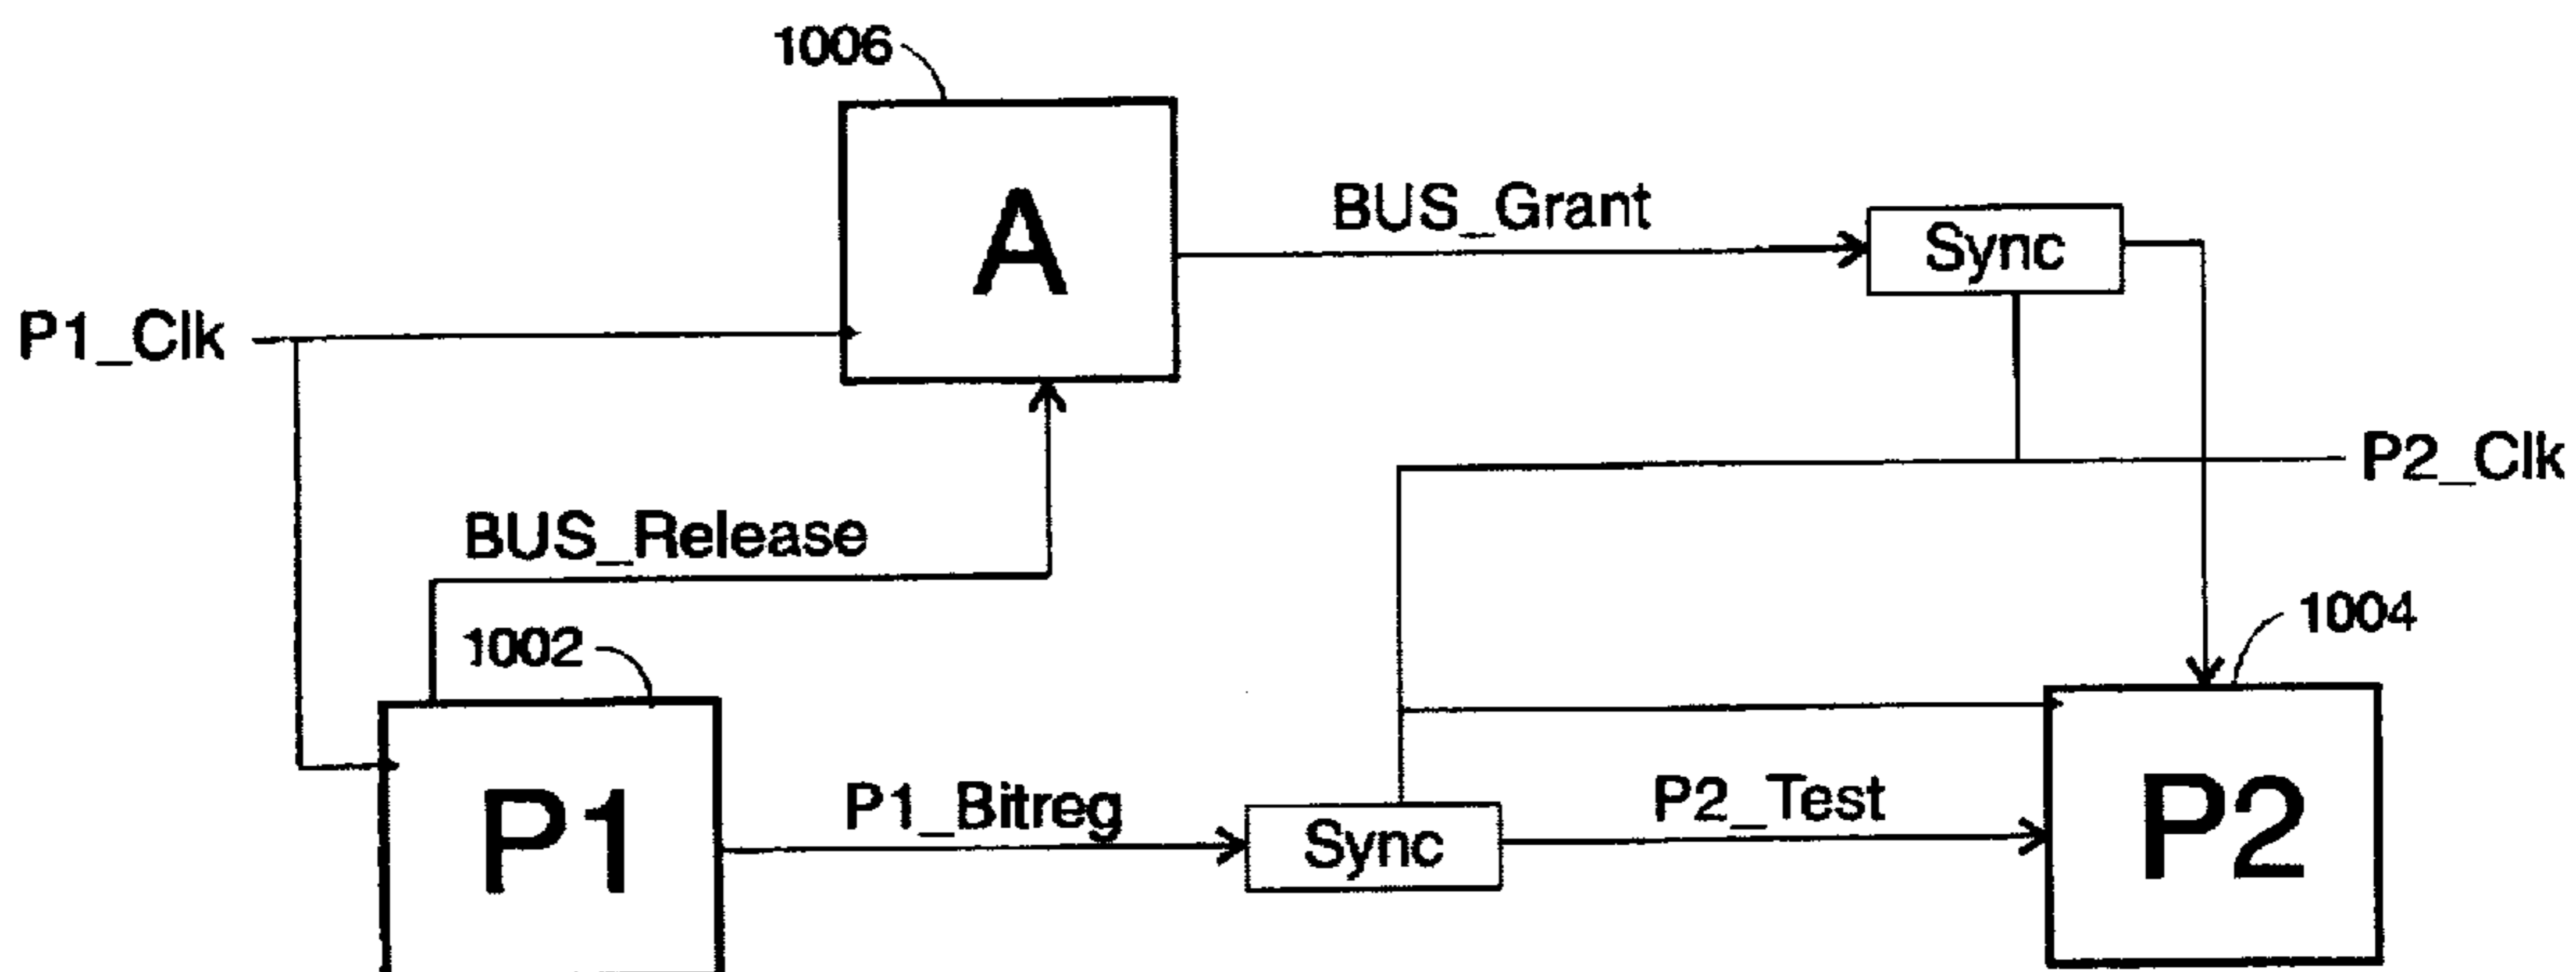 1006
A
BUS_Grant
Sync
P1_Clk
P2_Clk
BUS_Release
1002
1004
P1
P1_Bitreg
Sync
P2_Test
P2